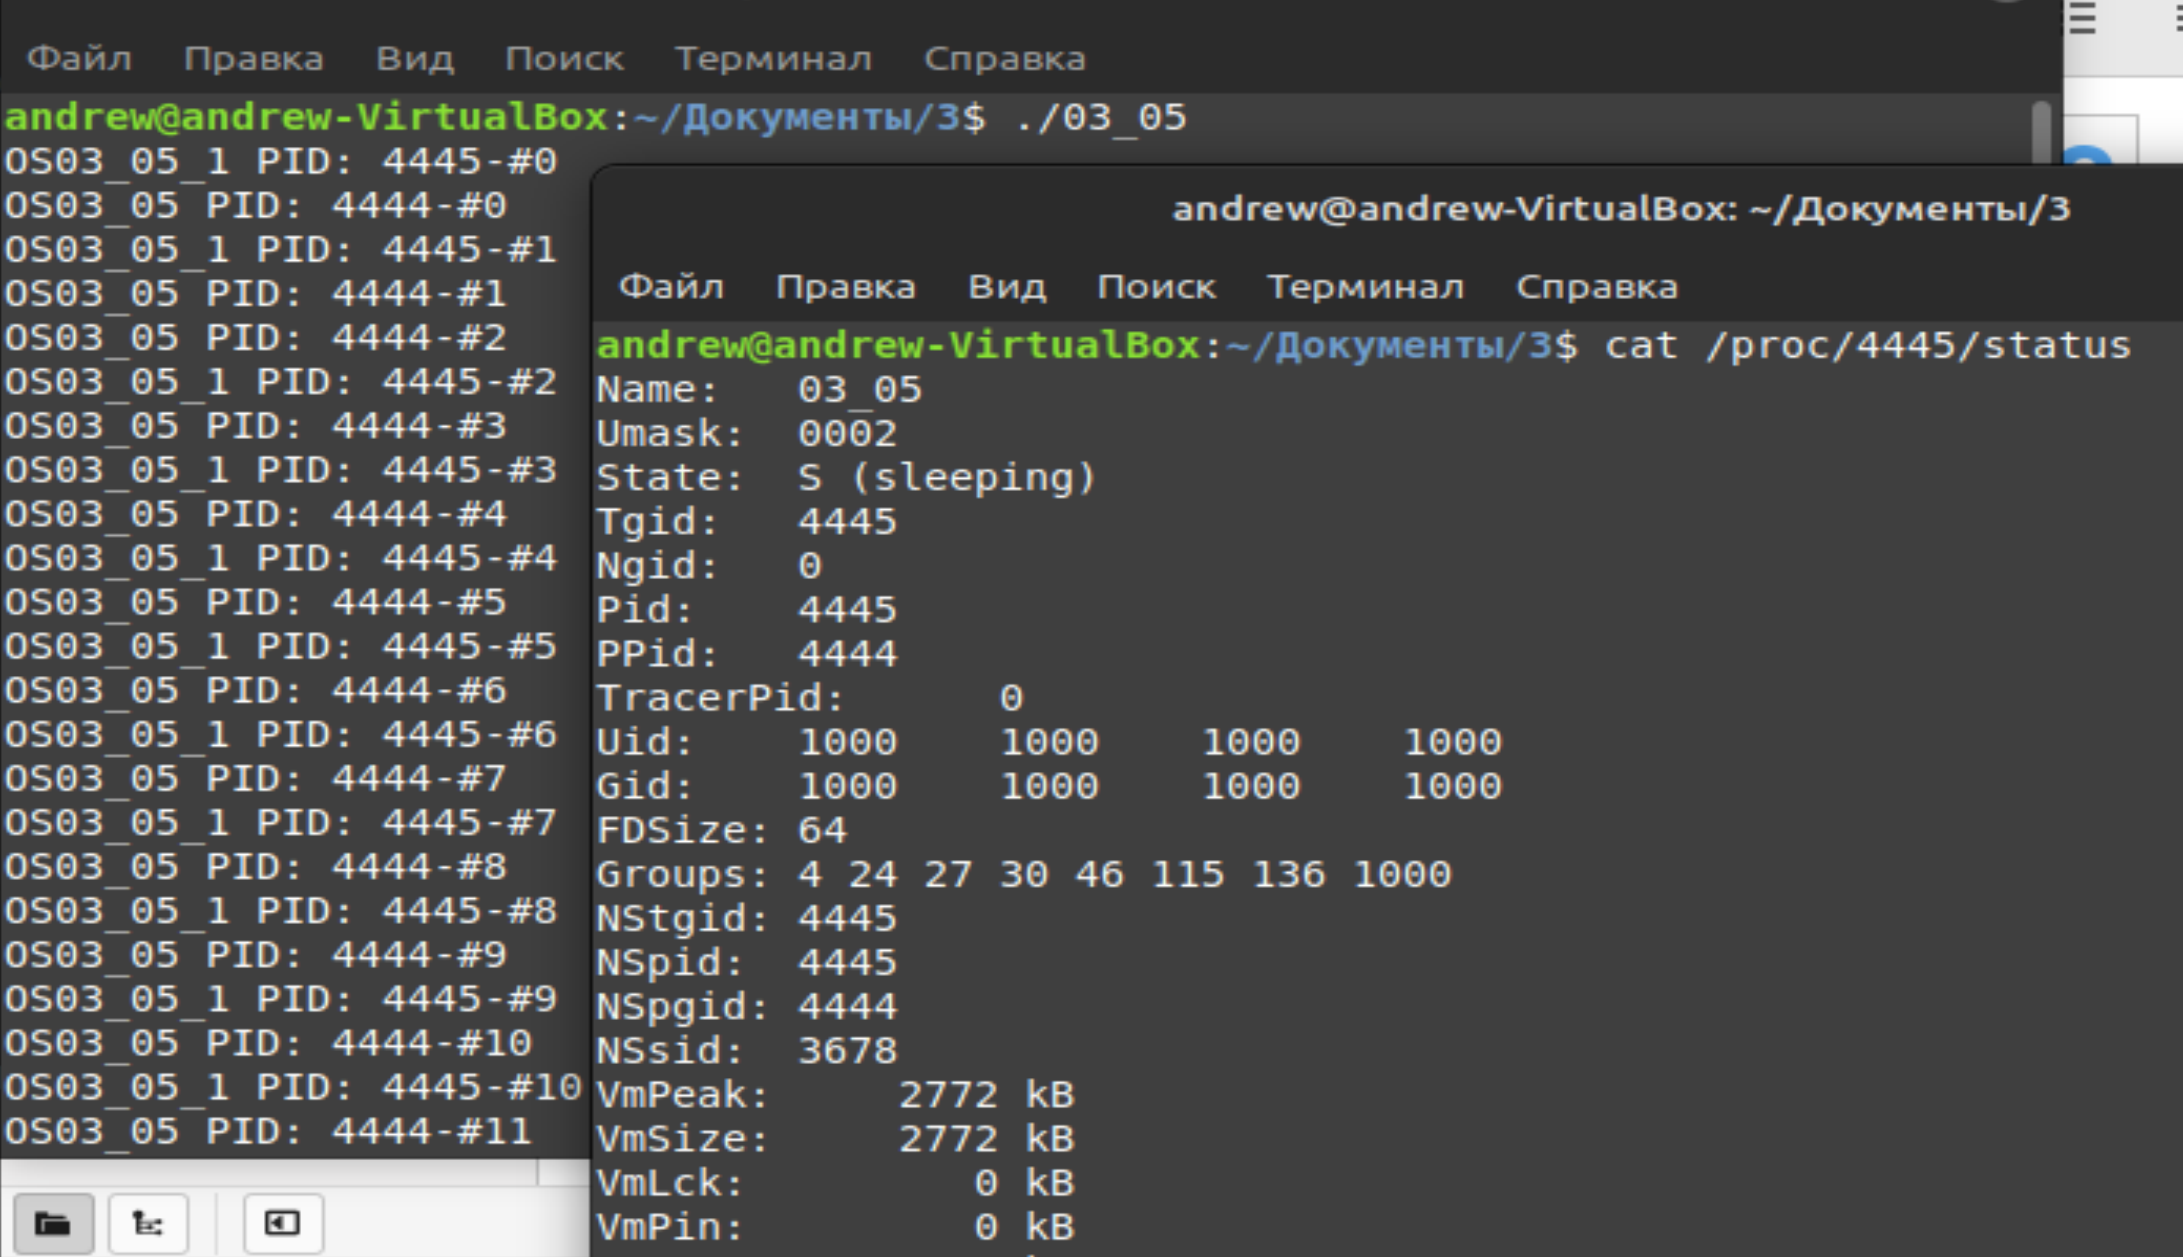 Файл Правка Вид Поиск Терминал Справка
andrew@andrew-VirtualBox:~/Документы/3$ ./03_05
OS03_05_1 PID: 4445-#0
OS03_05 PID: 4444-#0
OS03_05_1 PID: 4445-#1
OS03_05 PID: 4444-#1
OS03_05 PID: 4444-#2
OS03_05_1 PID: 4445-#2
OS03_05 PID: 4444-#3
OS03_05_1 PID: 4445-#3
OS03_05 PID: 4444-#4
OS03_05_1 PID: 4445-#4
OS03_05 PID: 4444-#5
OS03_05_1 PID: 4445-#5
OS03_05 PID: 4444-#6
OS03_05_1 PID: 4445-#6
OS03_05 PID: 4444-#7
OS03_05_1 PID: 4445-#7
OS03_05 PID: 4444-#8
OS03_05_1 PID: 4445-#8
OS03_05 PID: 4444-#9
OS03_05_1 PID: 4445-#9
OS03_05 PID: 4444-#10
OS03_05_1 PID: 4445-#10
OS03_05 PID: 4444-#11
andrew@andrew-VirtualBox: ~/Документы/3
Файл Правка Вид Поиск Терминал Справка
andrew@andrew-VirtualBox:~/Документы/3$ cat /proc/4445/status
Name: 03_05
Umask: 0002
State: S (sleeping)
Tgid: 4445
Ngid: 0
Pid: 4445
PPid: 4444
TracerPid: 0
Uid: 1000 1000 1000 1000
Gid: 1000 1000 1000 1000
FDSize: 64
Groups: 4 24 27 30 46 115 136 1000
NStgid: 4445
NSpid: 4445
NSpgid: 4444
NSsid: 3678
VmPeak: 2772 kB
VmSize: 2772 kB
VmLck: 0 kB
VmPin: 0 kB